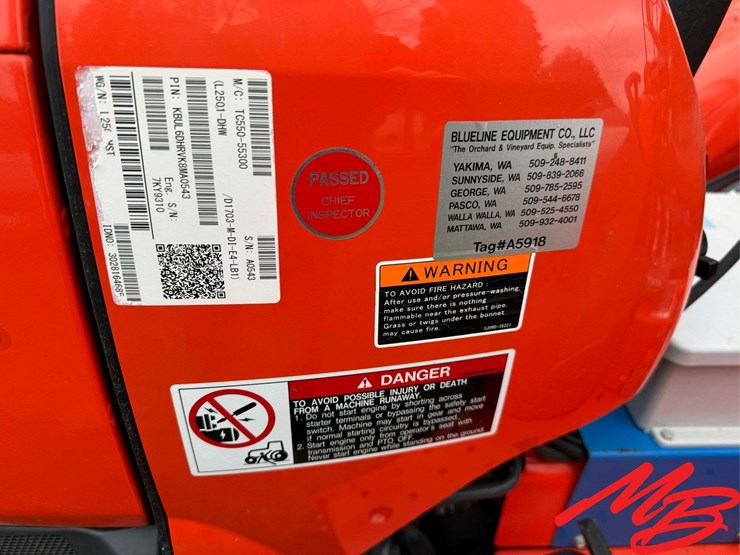 M/C: TC550-55300
(L2501-DHW
/D1703-M-DI-E4-LB1)
PIN: KBUL6DHRVK8MA0543
S/N: A0543
Eng. S/N:
7KY9310
WG/N: L25
IDNO: 302816468
PASSED
CHIEF
INSPECTOR
BLUELINE EQUIPMENT CO., LLC
"The Orchard & Vineyard Equip. Specialists"
YAKIMA, WA 509-248-8411
SUNNYSIDE, WA 509-839-2066
GEORGE, WA 509-785-2595
PASCO, WA 509-544-6678
WALLA WALLA, WA 509-525-4550
MATTAWA, WA 509-932-4001
Tag#A5918
WARNING
TO AVOID FIRE HAZARD :
After use and/or pressure-washing,
make sure there is nothing
flammable near the exhaust pipe.
Grass or twigs under the bonnet
may cause fire.
DANGER
TO AVOID POSSIBLE INJURY OR DEATH
FROM A MACHINE RUNAWAY.
1. Do not start engine by shorting across
starter terminals or bypassing the safety start
switch. Machine may start in gear and move
if normal starting circuitry is bypassed.
2. Start engine only from operator's seat with
transmission and PTO OFF.
Never start engine while standing on the ground.
MB